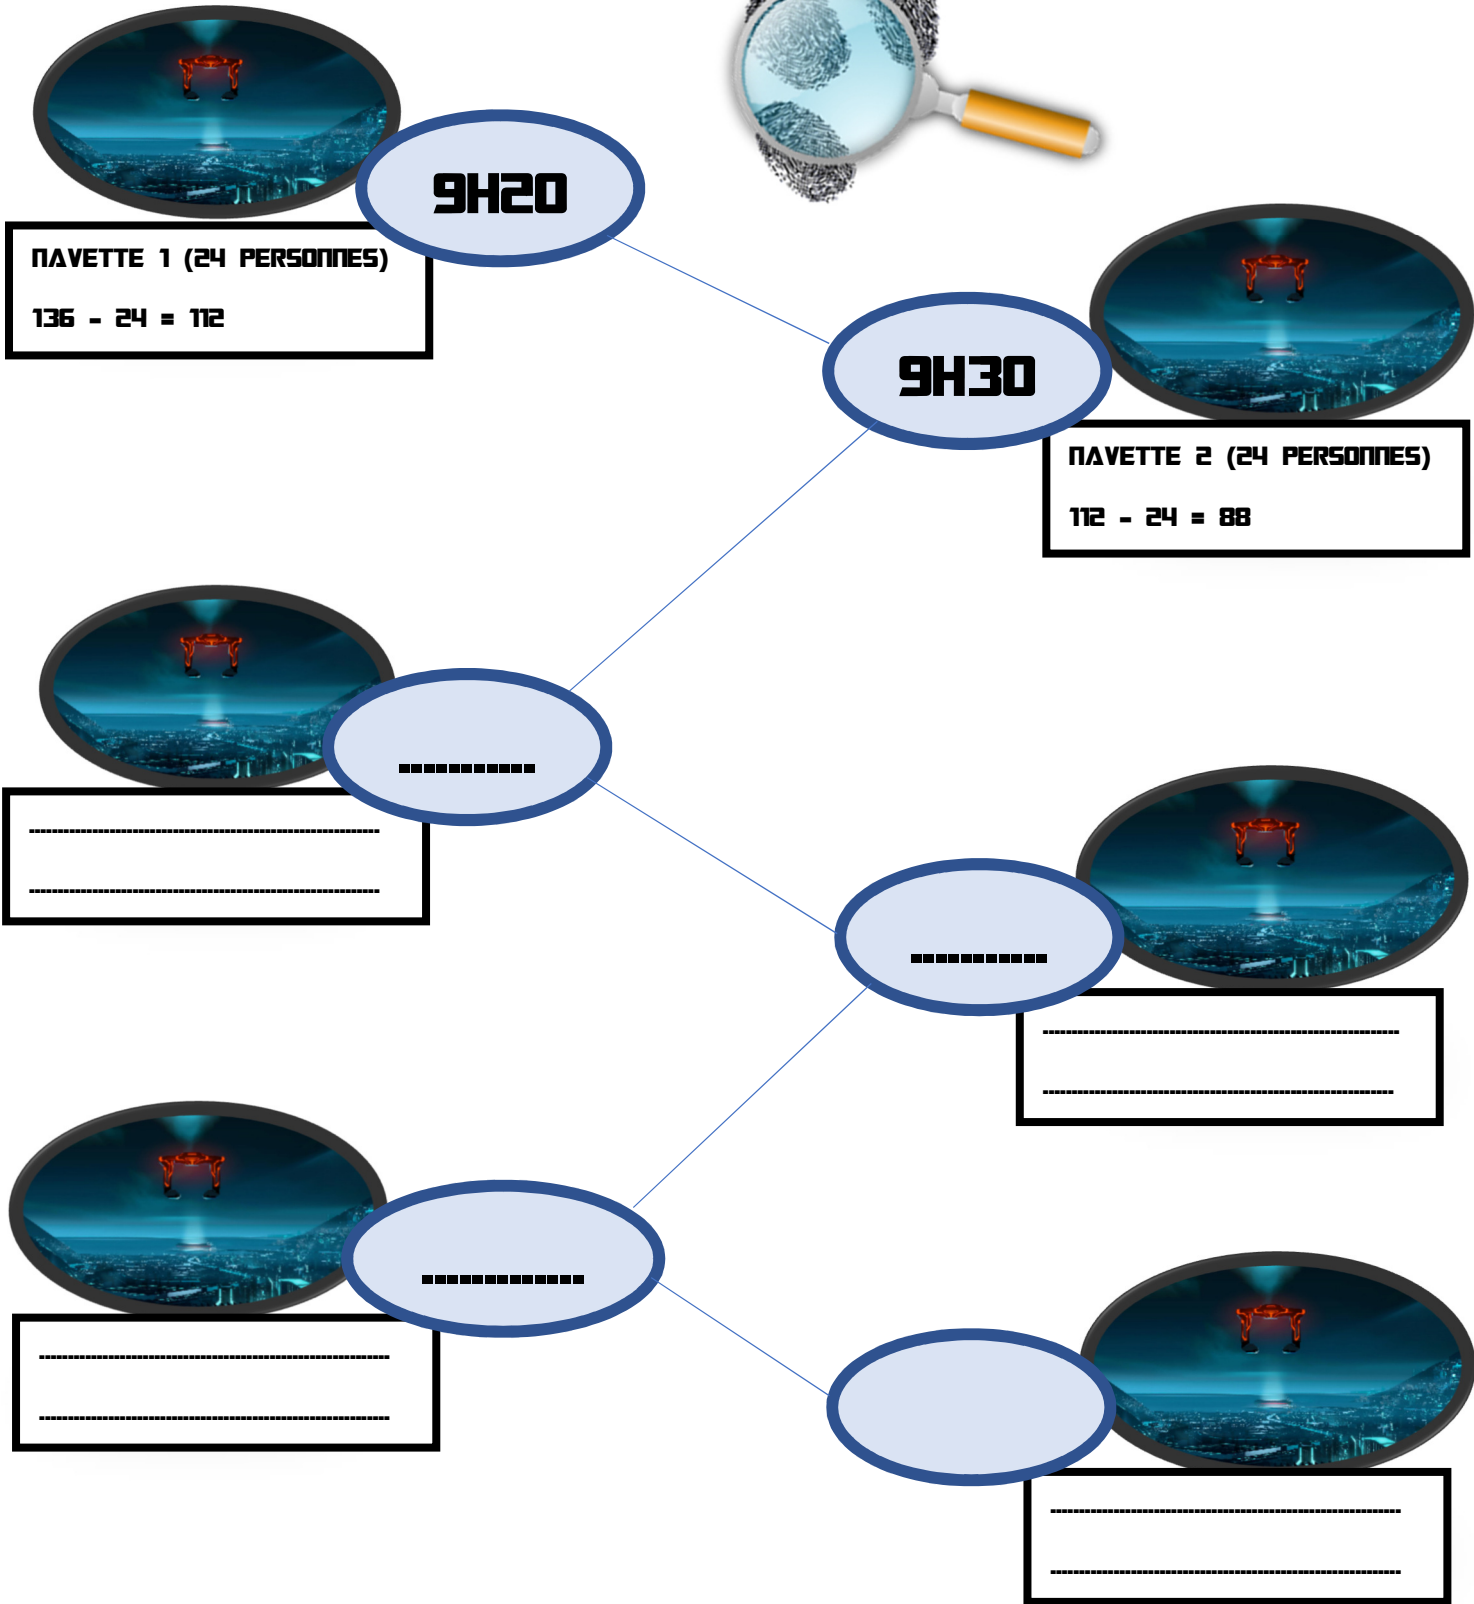 9H20
NAVETTE 1 (24 PERSONNES)
136 - 24 = 112
9H30
NAVETTE 2 (24 PERSONNES)
112 - 24 = 88
-----------
-----------
-------------